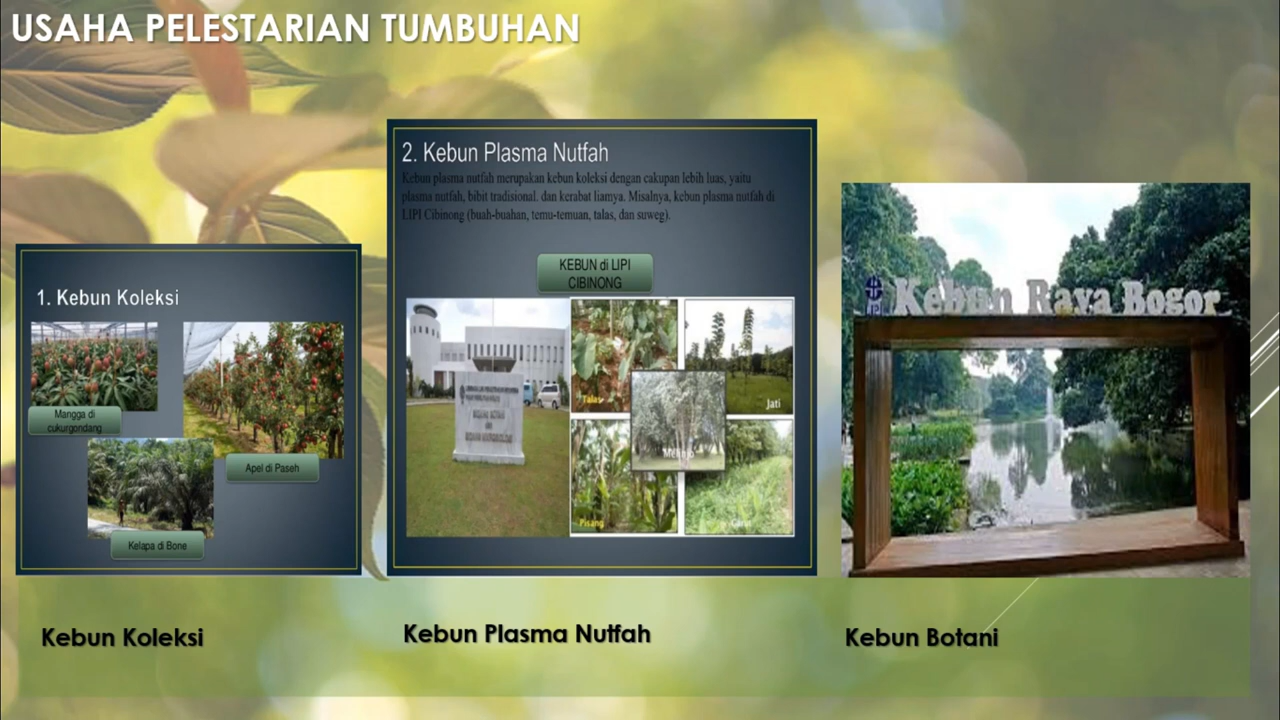 USAHA PELESTARIAN TUMBUHAN
1. Kebun Koleksi
Mangga di
cukurgondang
Apel di Paseh
Kelapa di Bone
2. Kebun Plasma Nutfah
Kebun plasma nutfah merupakan kebun koleksi dengan cakupan lebih luas, yaitu
plasma nutfah, bibit tradisional. dan kerabat liarnya. Misalnya, kebun plasma nutfah di
LIPI Cibinong (buah-buahan, temu-temuan, talas, dan suweg).
KEBUN di LIPI
CIBINONG
Talas
Jati
Melinjo
Pisang
LIPI
Kebun Raya Bogor
Kebun Koleksi
Kebun Plasma Nutfah
Kebun Botani